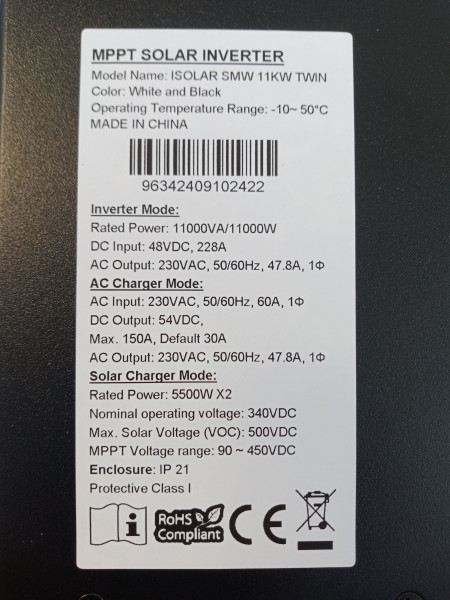 MPPT SOLAR INVERTER
Model Name: ISOLAR SMW 11KW TWIN
Color: White and Black
Operating Temperature Range: -10~ 50°C
MADE IN CHINA
96342409102422
Inverter Mode:
Rated Power: 11000VA/11000W
DC Input: 48VDC, 228A
AC Output: 230VAC, 50/60Hz, 47.8A, 1Φ
AC Charger Mode:
AC Input: 230VAC, 50/60Hz, 60A, 1Φ
DC Output: 54VDC,
Max. 150A, Default 30A
AC Output: 230VAC, 50/60Hz, 47.8A, 1Φ
Solar Charger Mode:
Rated Power: 5500W X2
Nominal operating voltage: 340VDC
Max. Solar Voltage (VOC): 500VDC
MPPT Voltage range: 90 ~ 450VDC
Enclosure: IP 21
Protective Class I
i
RoHS
Compliant
CE